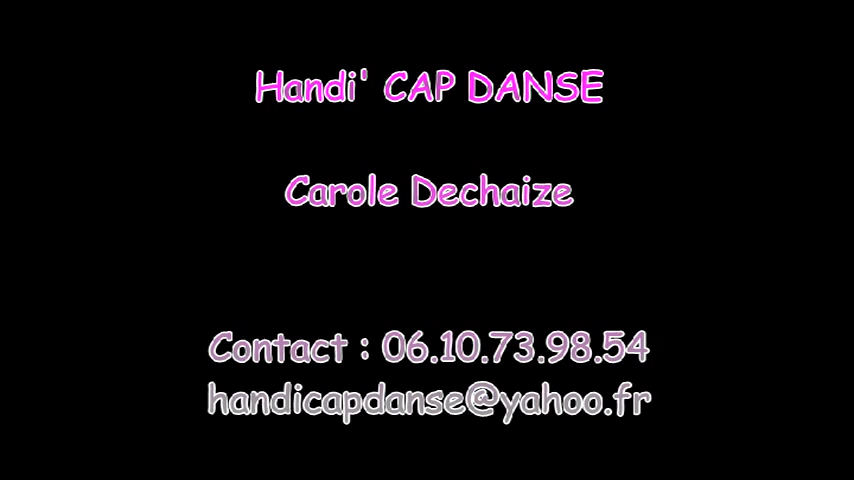 Handi' CAP DANSE
Carole Dechaize
Contact : 06.10.73.98.54
handicapdanse@yahoo.fr